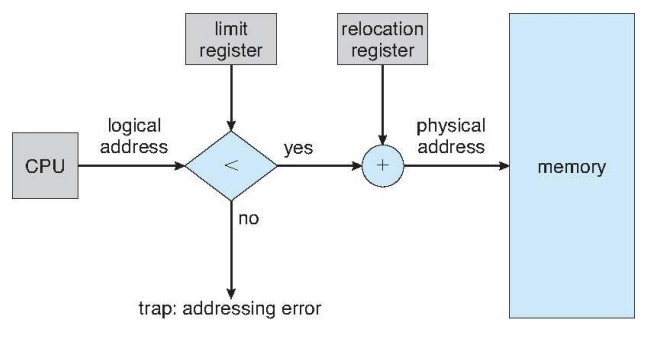 limit
register
relocation
register
logical
address
physical
address
CPU
<
yes
+
memory
no
trap: addressing error